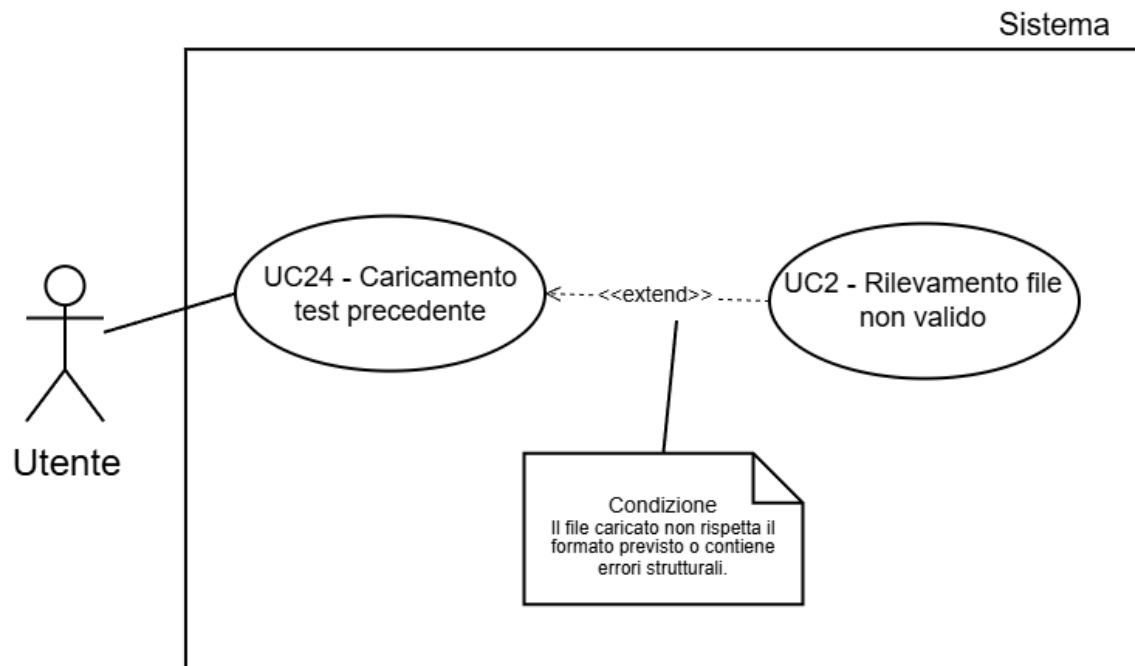 Sistema
UC24 - Caricamento
test precedente
<<extend>>
UC2 - Rilevamento file
non valido
Utente
Condizione
Il file caricato non rispetta il
formato previsto o contiene
errori strutturali.